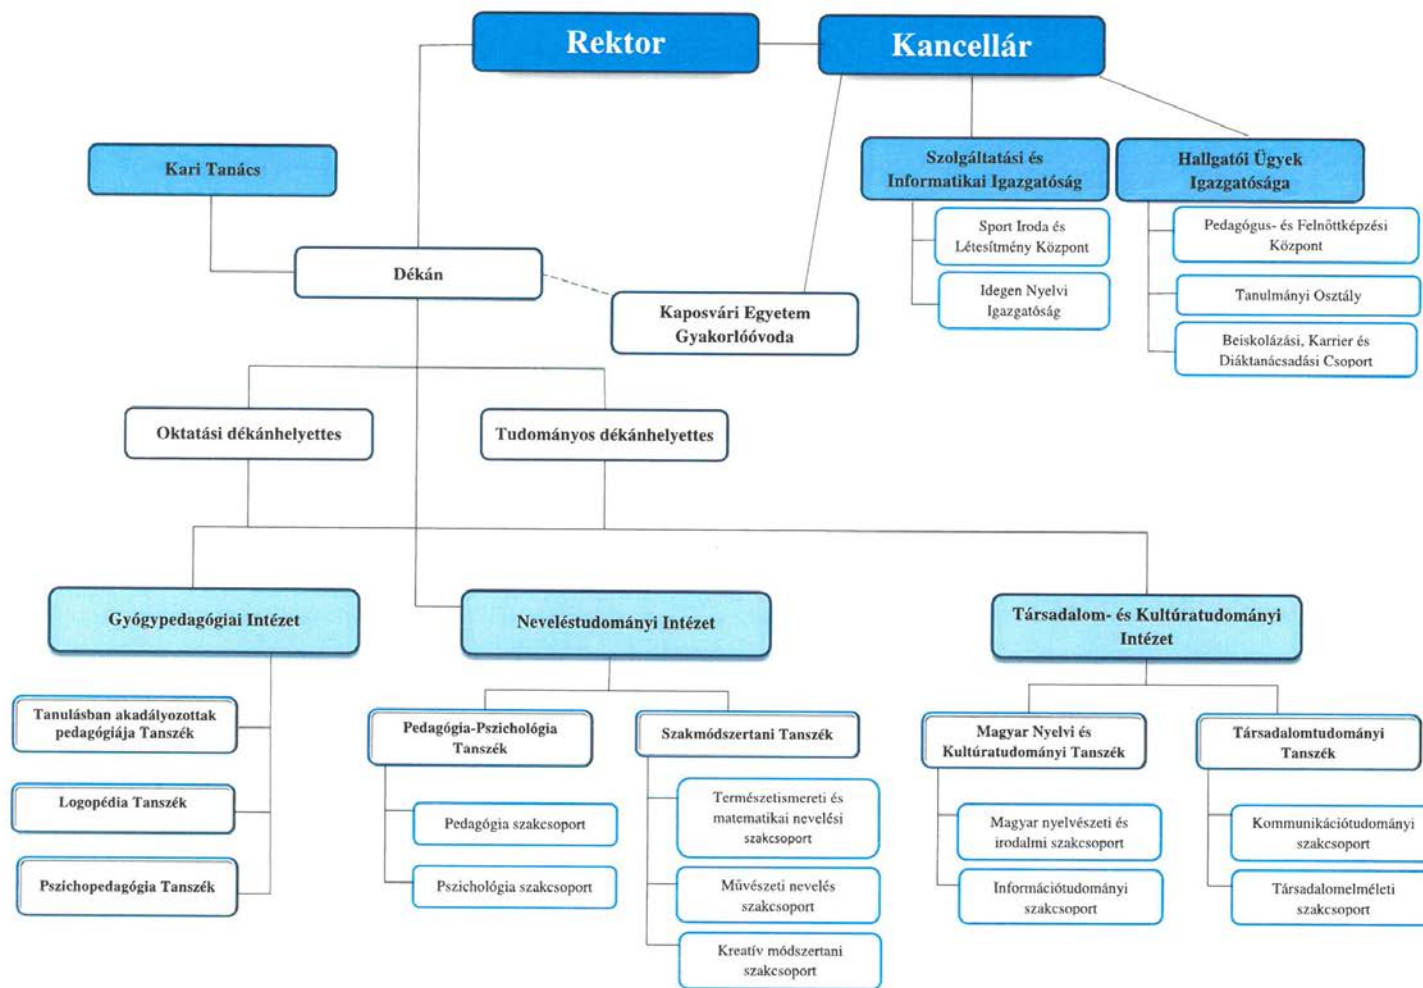 Rektor
Kancellár
Kari Tanács
Szolgáltatási és
Informatikai Igazgatóság
Hallgatói Ügyek
Igazgatósága
Sport Iroda és
Létesítmény Központ
Pedagógus- és Felnőttképzési
Központ
Dékán
Idegen Nyelvi
Igazgatóság
Tanulmányi Osztály
Kaposvári Egyetem
Gyakorlóóvoda
Beiskolázási, Karrier és
Diáktanácsadási Csoport
Oktatási dékánhelyettes
Tudományos dékánhelyettes
Gyógypedagógiai Intézet
Neveléstudományi Intézet
Társadalom- és Kultúratudományi
Intézet
Tanulásban akadályozottak
pedagógiája Tanszék
Logopédia Tanszék
Pszichopedagógia Tanszék
Pedagógia-Pszichológia
Tanszék
Pedagógia szakcsoport
Pszichológia szakcsoport
Szakmódszertani Tanszék
Természetismereti és
matematikai nevelési
szakcsoport
Művészeti nevelés
szakcsoport
Kreatív módszertani
szakcsoport
Magyar Nyelvi és
Kultúratudományi Tanszék
Magyar nyelvészeti és
irodalmi szakcsoport
Információtudományi
szakcsoport
Társadalomtudományi
Tanszék
Kommunikációtudományi
szakcsoport
Társadalomelméleti
szakcsoport